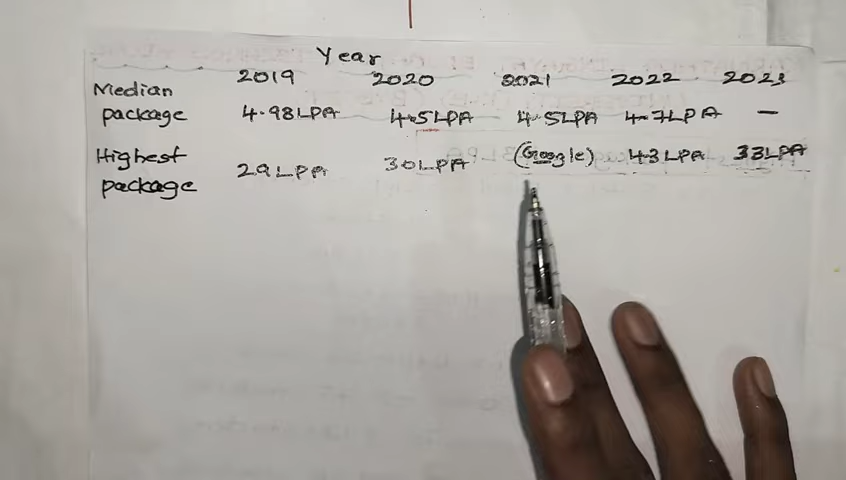 Year
2019 2020 2021 2022 2023
Median package 4.98LPA 4.5LPA 4.5LPA 4.7LPA —
Highest package 29LPA 30LPA (Google) 43LPA 33LPA